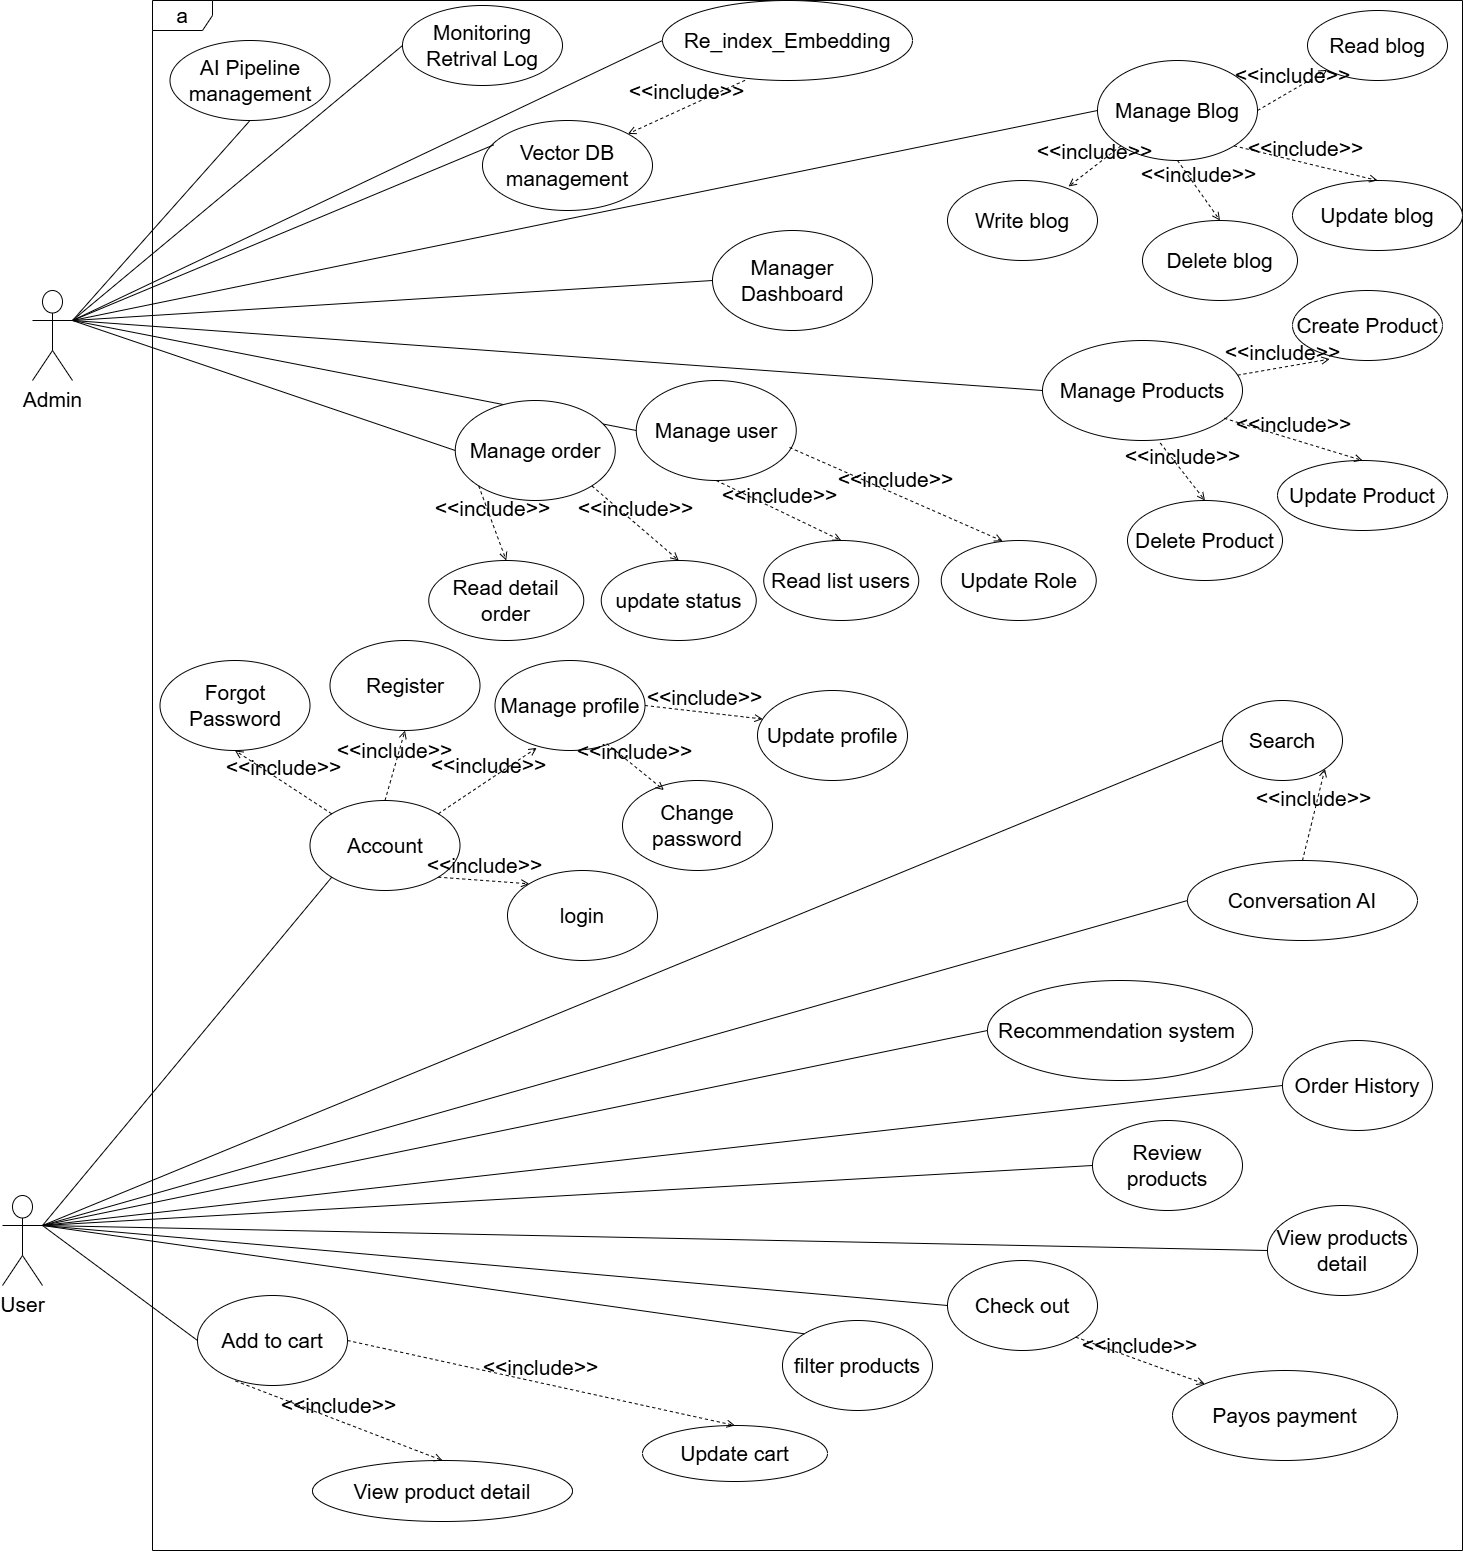 a
Monitoring
Retrival Log
Re_index_Embedding
Read blog
AI Pipeline
management
<<include>>
<<include>>
Manage Blog
Vector DB
management
<<include>>
<<include>>
<<include>>
Write blog
Update blog
Delete blog
Manager
Dashboard
Create Product
<<include>>
Admin
Manage Products
Manage order
Manage user
<<include>>
<<include>>
<<include>>
<<include>>
<<include>>
<<include>>
Update Product
Delete Product
Read detail
order
update status
Read list users
Update Role
Forgot
Password
Register
Manage profile
<<include>>
Update profile
Search
<<include>>
<<include>>
<<include>>
<<include>>
<<include>>
Change
password
Account
<<include>>
login
Conversation AI
Recommendation system
Order History
Review
products
View products
detail
User
Check out
Add to cart
<<include>>
<<include>>
filter products
<<include>>
Payos payment
Update cart
View product detail